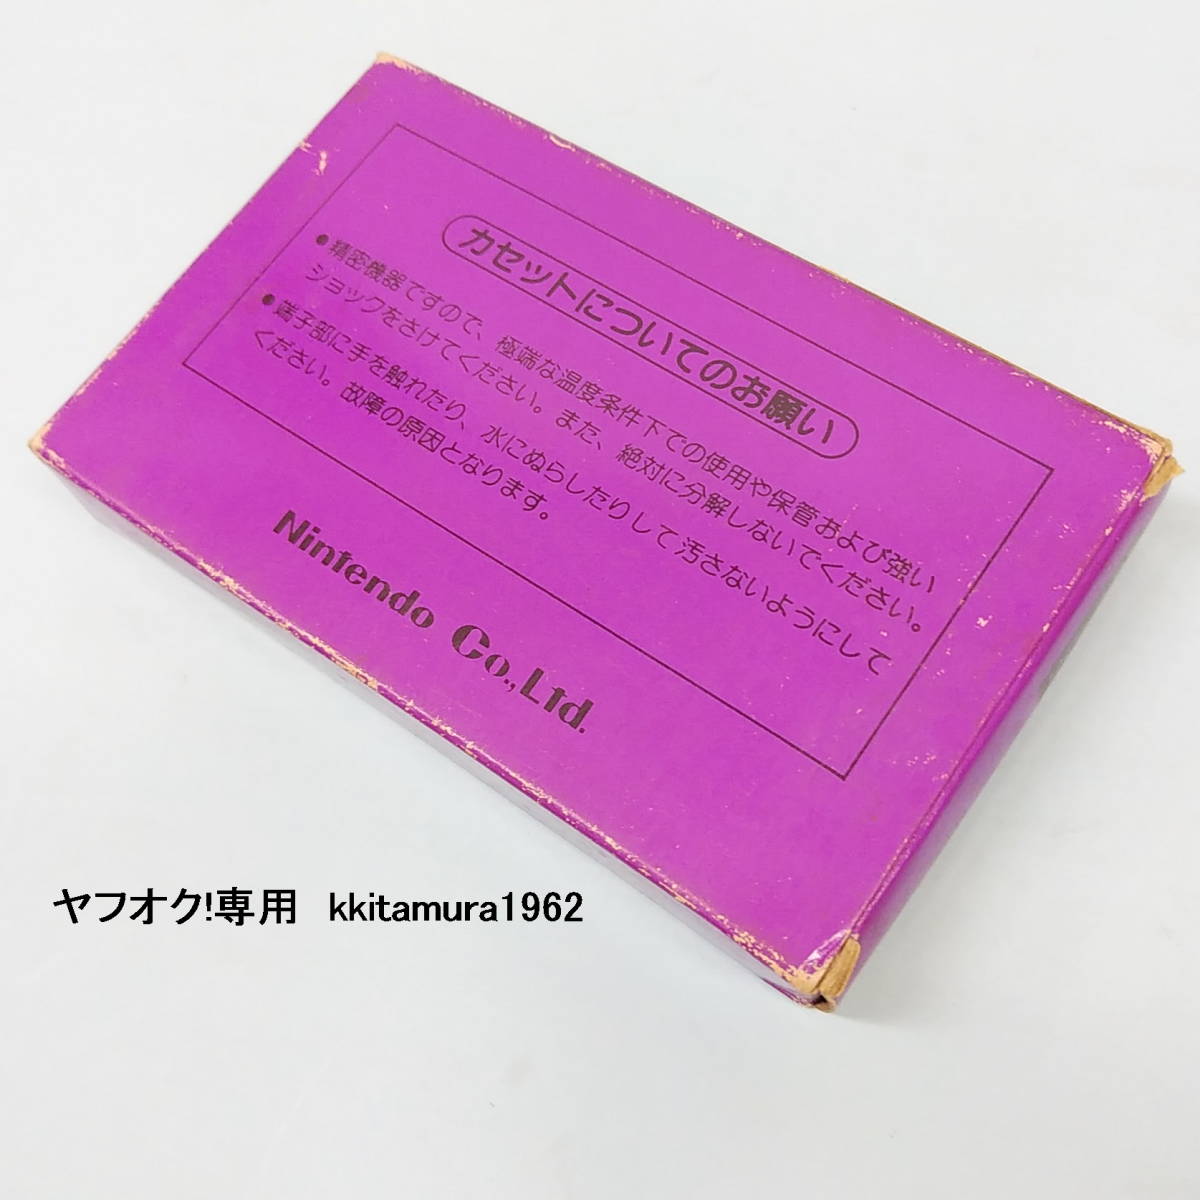 カセットについてのお願い
●精密機器ですので、極端な温度条件下での使用や保管および強い
ショックをさけてください。また、絶対に分解しないでください。
●端子部に手を触れたり、水にぬらしたりして汚さないようにして
ください。故障の原因となります。
Nintendo Co.,Ltd.
ヤフオク!専用 kkitamura1962